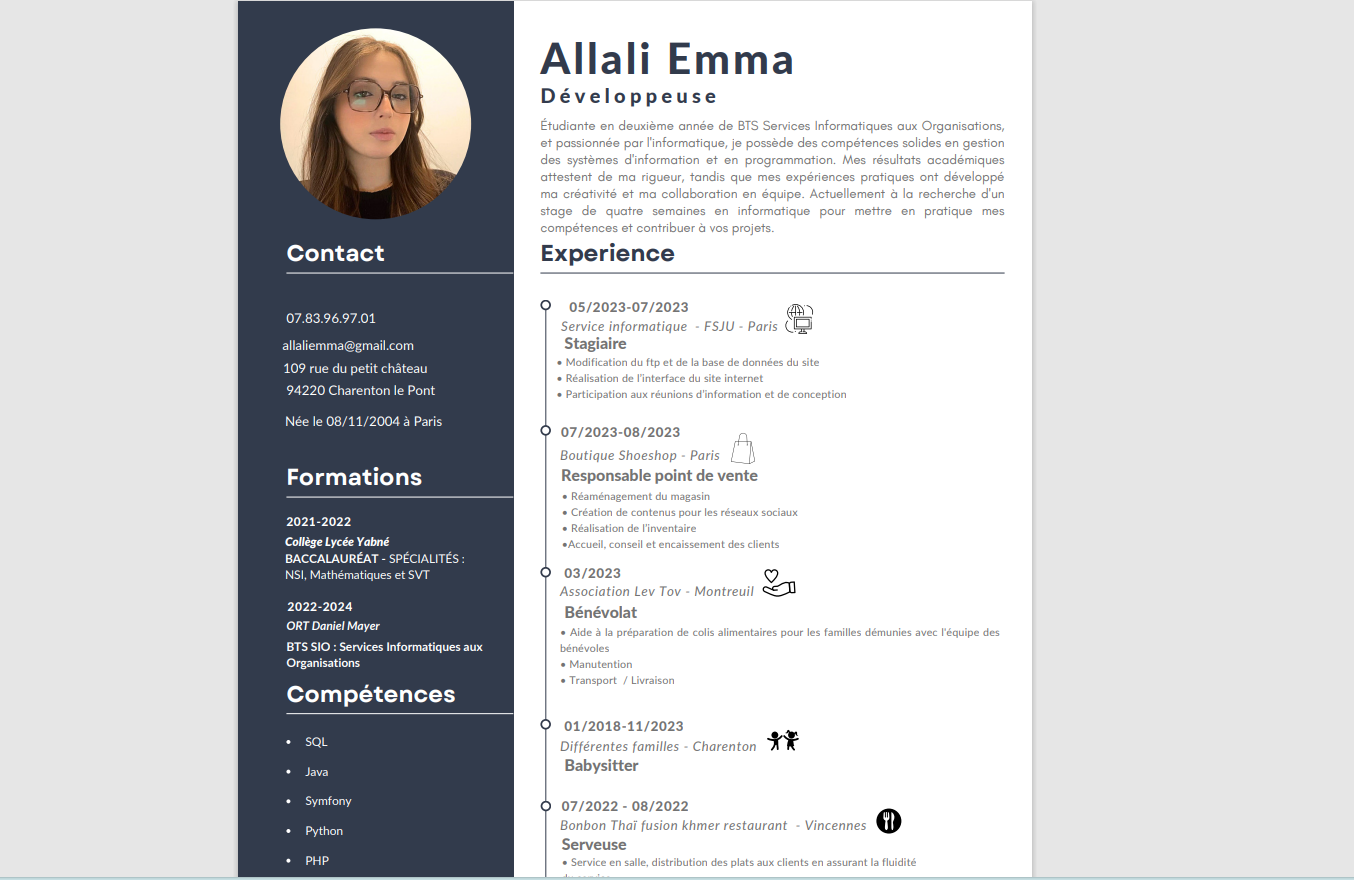 Allali Emma
Développeuse
Étudiante en deuxième année de BTS Services Informatiques aux Organisations,
et passionnée par l'informatique, je possède des compétences solides en gestion
des systèmes d'information et en programmation. Mes résultats académiques
attestent de ma rigueur, tandis que mes expériences pratiques ont développé
ma créativité et ma collaboration en équipe. Actuellement à la recherche d'un
stage de quatre semaines en informatique pour mettre en pratique mes
compétences et contribuer à vos projets.
Contact
07.83.96.97.01
allaliemma@gmail.com
109 rue du petit château
94220 Charenton le Pont
Née le 08/11/2004 à Paris
Formations
2021-2022
Collège Lycée Yabné
BACCALAURÉAT - SPÉCIALITÉS :
NSI, Mathématiques et SVT
2022-2024
ORT Daniel Mayer
BTS SIO : Services Informatiques aux
Organisations
Compétences
• SQL
• Java
• Symfony
• Python
• PHP
Experience
05/2023-07/2023
Service informatique - FSJU - Paris
Stagiaire
• Modification du ftp et de la base de données du site
• Réalisation de l'interface du site internet
• Participation aux réunions d'information et de conception
07/2023-08/2023
Boutique Shoeshop - Paris
Responsable point de vente
• Réaménagement du magasin
• Création de contenus pour les réseaux sociaux
• Réalisation de l'inventaire
•Accueil, conseil et encaissement des clients
03/2023
Association Lev Tov - Montreuil
Bénévolat
• Aide à la préparation de colis alimentaires pour les familles démunies avec l'équipe des
bénévoles
• Manutention
• Transport / Livraison
01/2018-11/2023
Différentes familles - Charenton
Babysitter
07/2022 - 08/2022
Bonbon Thaï fusion khmer restaurant - Vincennes
Serveuse
• Service en salle, distribution des plats aux clients en assurant la fluidité